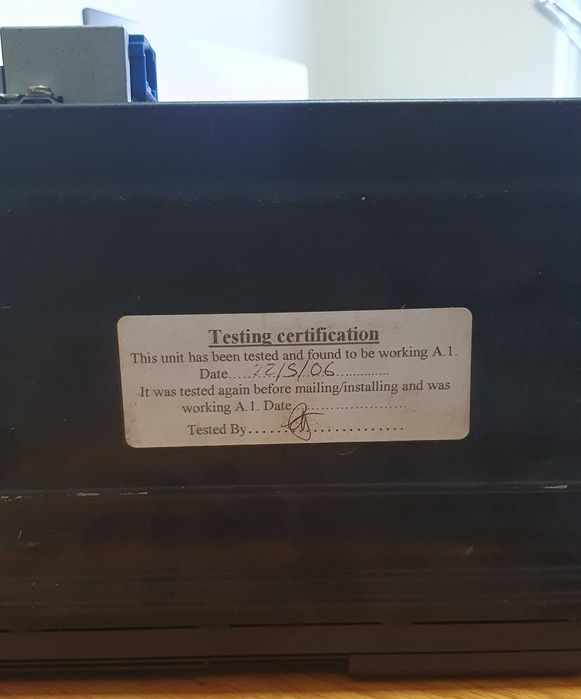 Testing certification
This unit has been tested and found to be working A.1.
Date.....22/5/06..............
It was tested again before mailing/installing and was
working A.1. Date........................
Tested By...........................